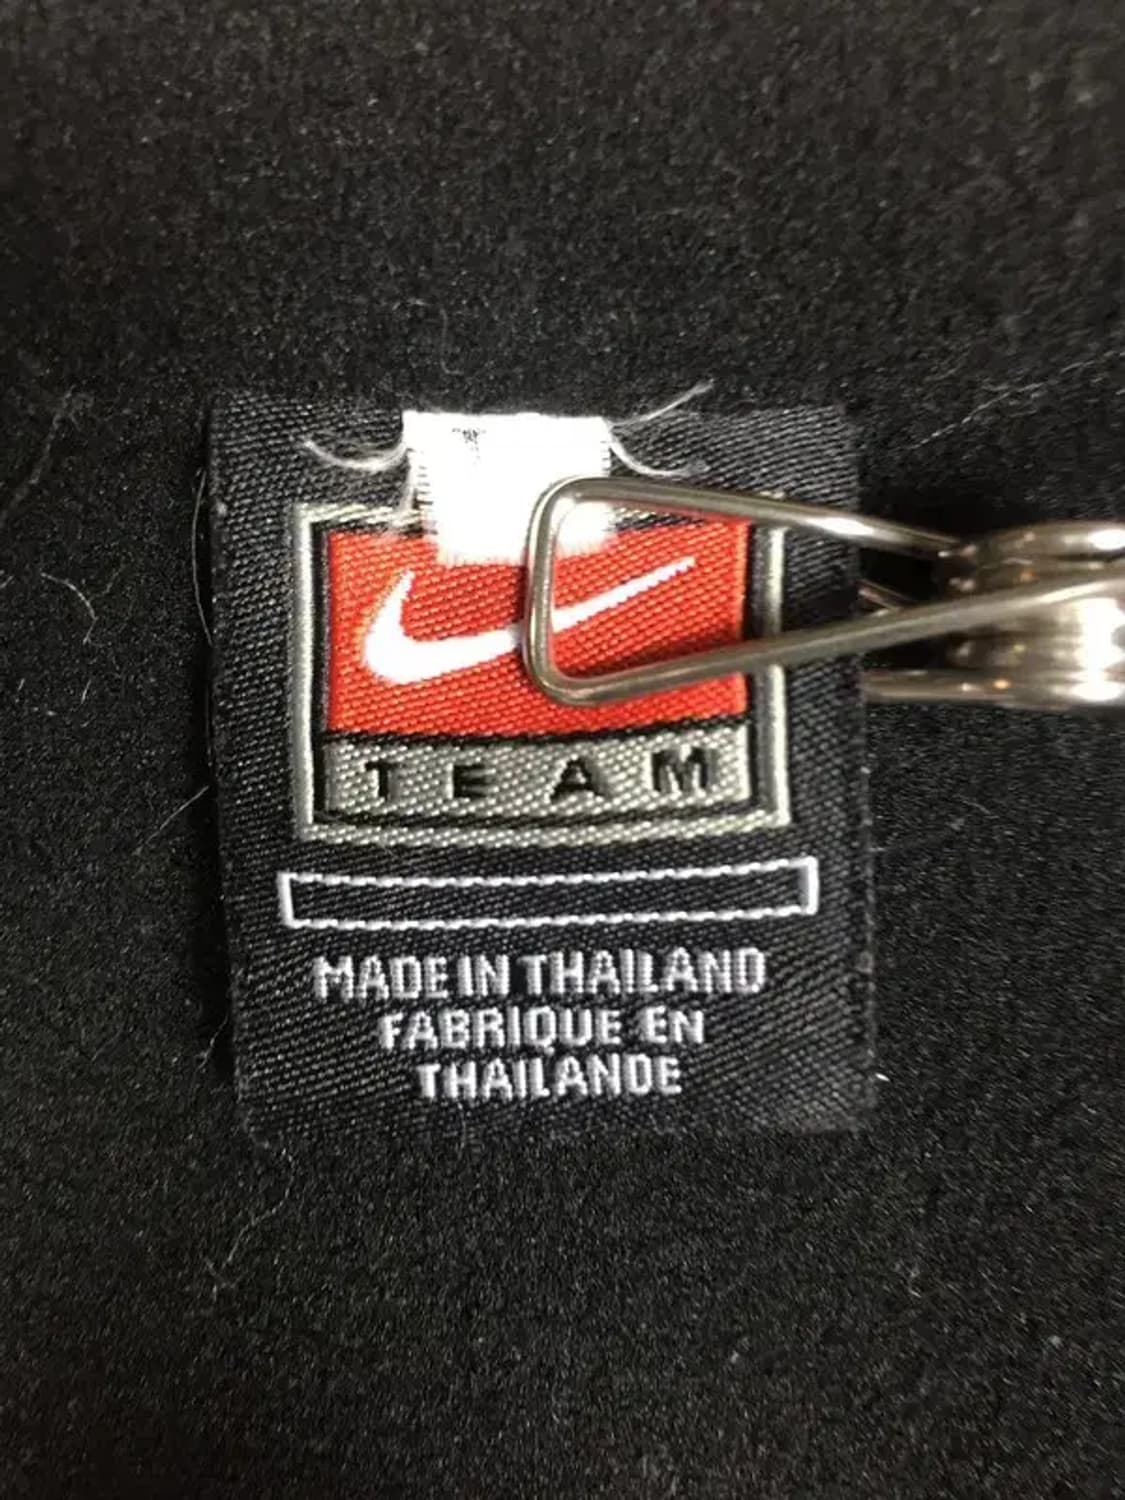 TEAM
MADE IN THAILAND
FABRIQUE EN
THAILANDE